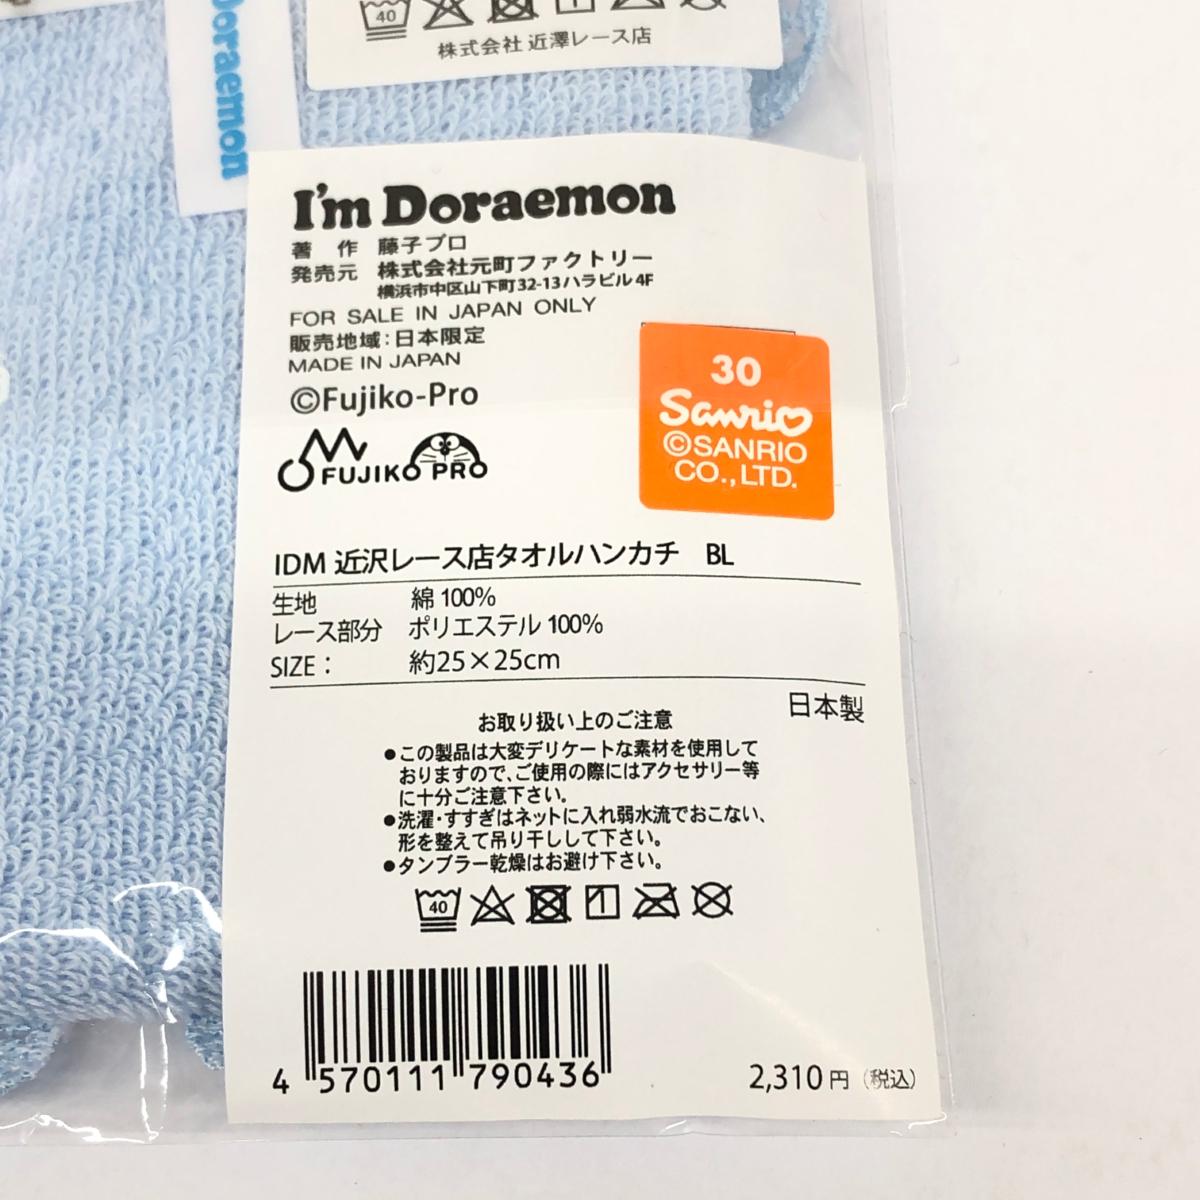 40
株式会社 近澤レース店
Doraemon
I'm Doraemon
著 作 藤子プロ
発売元 株式会社元町ファクトリー
横浜市中区山下町32-13ハラビル4F
FOR SALE IN JAPAN ONLY
販売地域:日本限定
MADE IN JAPAN
©Fujiko-Pro
FUJIKO PRO
30
Sanrio
©SANRIO
CO.,LTD.
IDM 近沢レース店タオルハンカチ BL
生地 綿100%
レース部分 ポリエステル100%
SIZE: 約25×25cm
日本製
お取り扱い上のご注意
●この製品は大変デリケートな素材を使用して
おりますので、ご使用の際にはアクセサリー等
に十分ご注意下さい。
●洗濯・すすぎはネットに入れ弱水流でおこない、
形を整えて吊り干しして下さい。
●タンブラー乾燥はお避け下さい。
40
4 570111 790436
2,310円(税込)